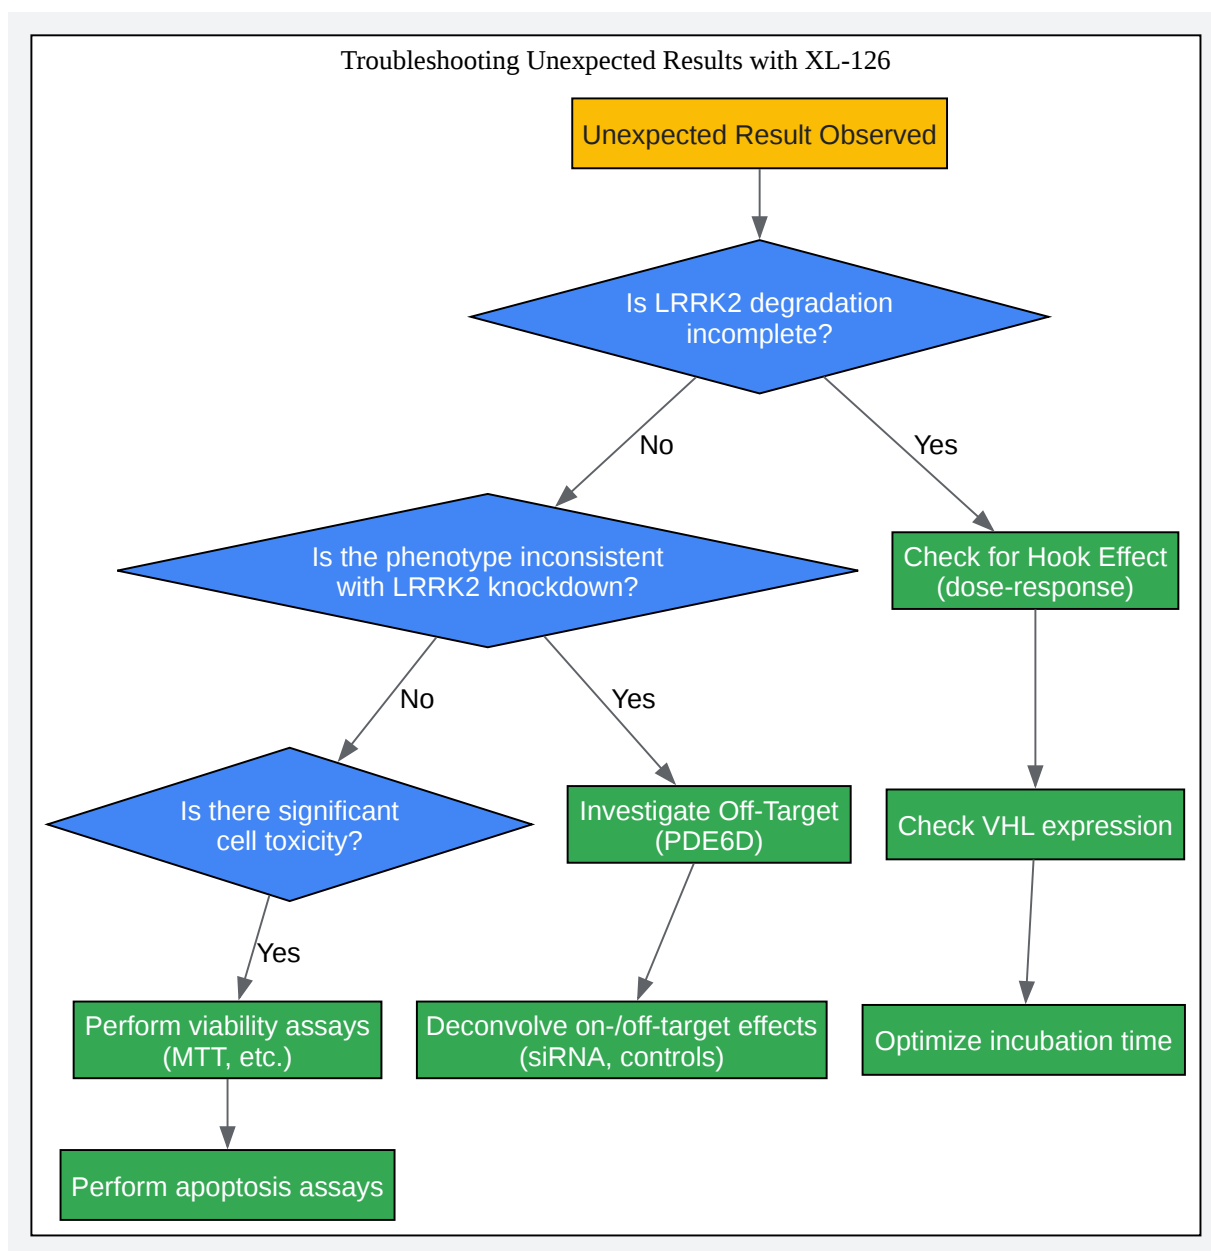 Troubleshooting Unexpected Results with XL-126
Unexpected Result Observed
Is LRRK2 degradation
incomplete?
No
Yes
Is the phenotype inconsistent
with LRRK2 knockdown?
Check for Hook Effect
(dose-response)
No
Yes
Is there significant
cell toxicity?
Investigate Off-Target
(PDE6D)
Check VHL expression
Yes
Perform viability assays
(MTT, etc.)
Deconvolve on-/off-target effects
(siRNA, controls)
Optimize incubation time
Perform apoptosis assays